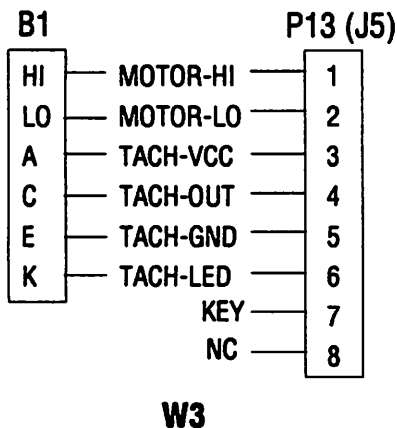 B1 P13 (J5)
HI MOTOR-HI 1
LO MOTOR-LO 2
A TACH-VCC 3
C TACH-OUT 4
E TACH-GND 5
K TACH-LED 6
KEY 7
NC 8
W3